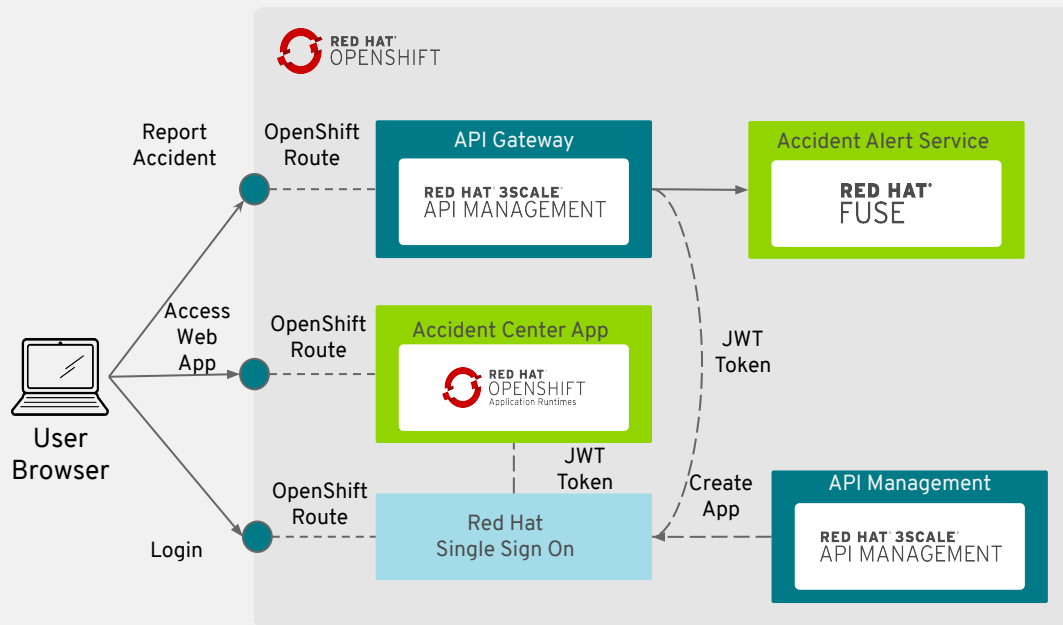 RED HAT®
OPENSHIFT
Report
Accident
OpenShift
Route
API Gateway
RED HAT® 3SCALE®
API MANAGEMENT
Accident Alert Service
RED HAT®
FUSE
Access
Web
App
OpenShift
Route
Accident Center App
RED HAT®
OPENSHIFT
Application Runtimes
JWT
Token
User
Browser
JWT
Token
OpenShift
Route
Login
Red Hat
Single Sign On
Create
App
API Management
RED HAT® 3SCALE®
API MANAGEMENT